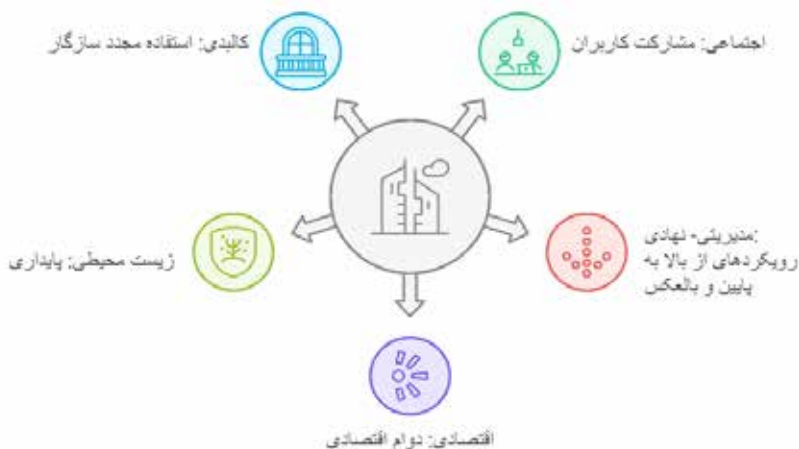 اجتماعی: مشارکت کاربران
کالبدی: استفاده مجدد سازگار
مدیریتی- نهادی:
رویکردهای از بالا به
پایین و بالعکس
زیست محیطی: پایداری
اقتصادی: دوام اقتصادی